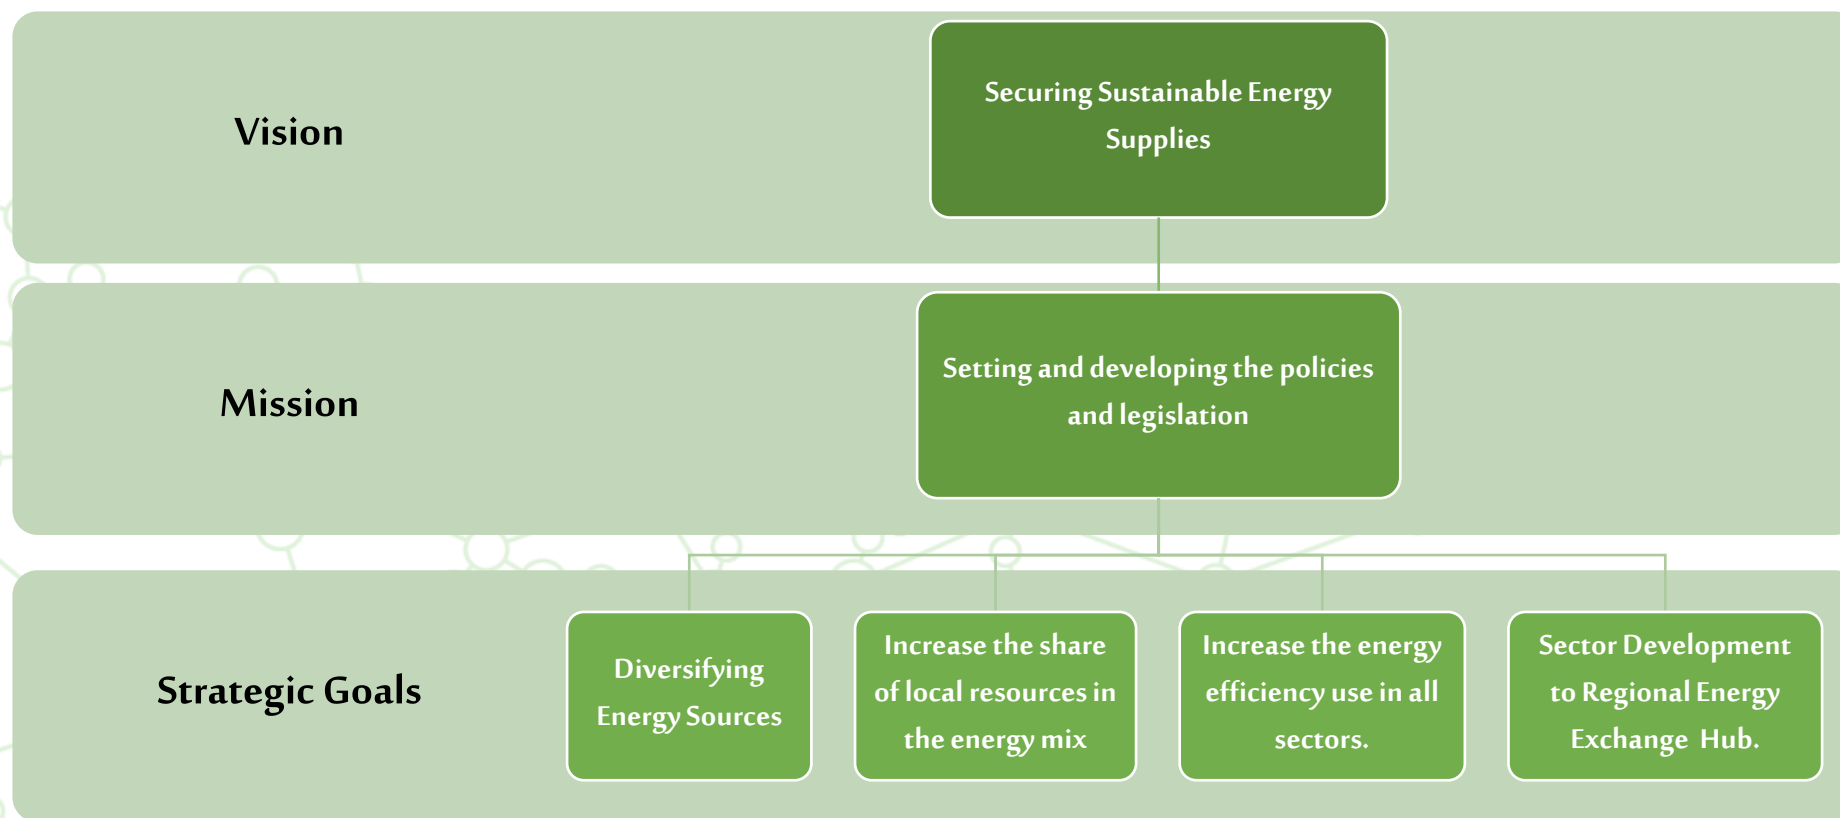 Vision
Securing Sustainable Energy
Supplies
Mission
Setting and developing the policies
and legislation
Strategic Goals
Diversifying
Energy Sources
Increase the share
of local resources in
the energy mix
Increase the energy
efficiency use in all
sectors.
Sector Development
to Regional Energy
Exchange Hub.